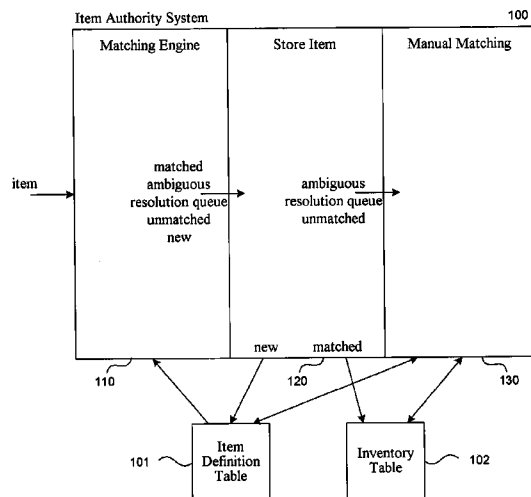 Item Authority System
100
Matching Engine
Store Item
Manual Matching
item
matched
ambiguous
resolution queue
unmatched
new
ambiguous
resolution queue
unmatched
new
matched
110
120
130
101
Item
Definition
Table
Inventory
Table
102